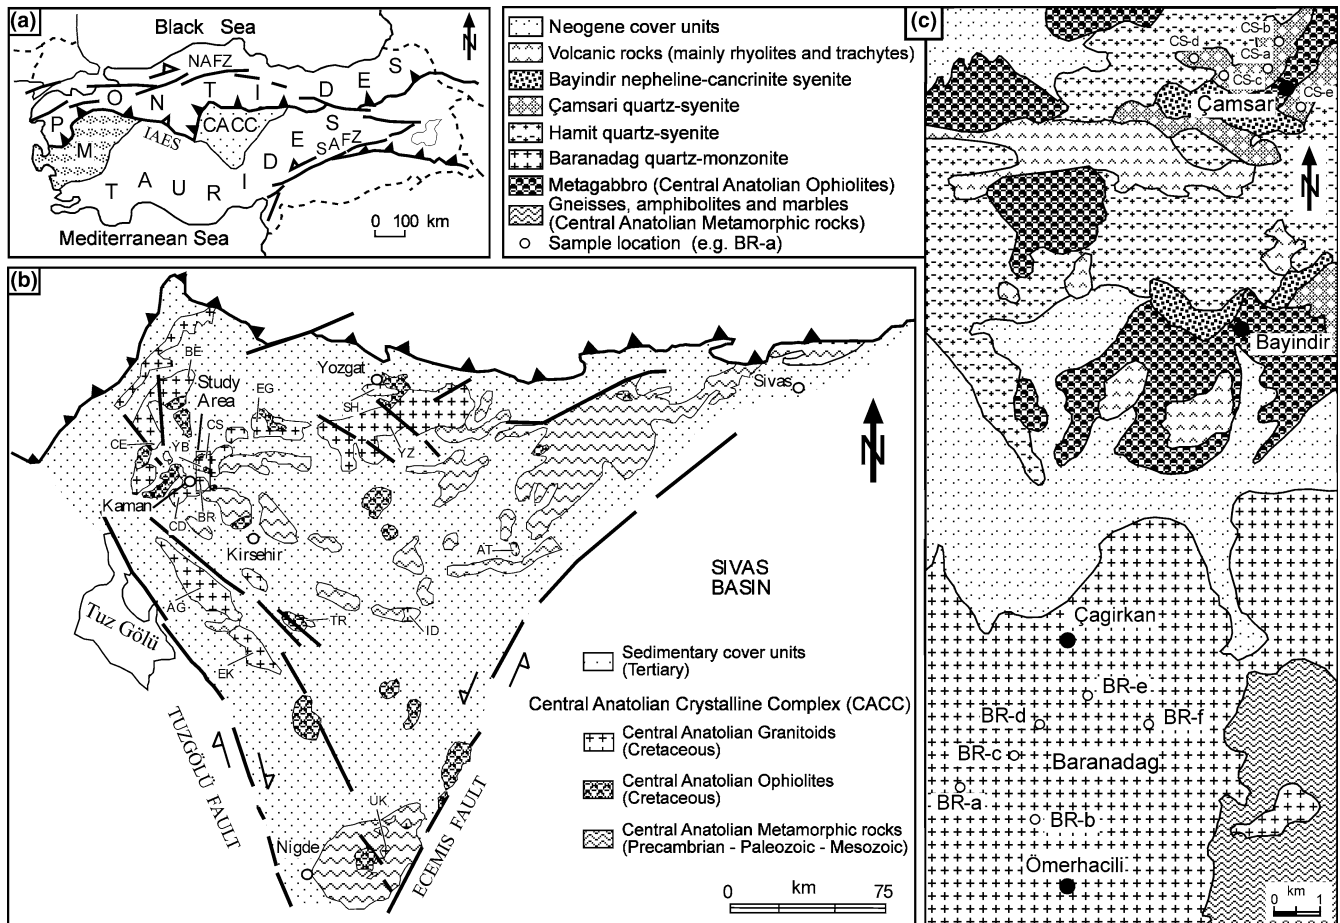 (a)
Black Sea
N
NAFZ
P O N T I D E S
CACC
IAES
M
T A U R I D E S
SAFZ
0 100 km
Mediterranean Sea
Neogene cover units
Volcanic rocks (mainly rhyolites and trachytes)
Bayindir nepheline-cancrinite syenite
Çamsari quartz-syenite
Hamit quartz-syenite
Baranadag quartz-monzonite
Metagabbro (Central Anatolian Ophiolites)
Gneisses, amphibolites and marbles
(Central Anatolian Metamorphic rocks)
Sample location (e.g. BR-a)
(b)
BE
Study
Area
EG
CS
CE
YB
Yozgat
SH
YZ
Sivas
N
Kaman
CD
BR
Kirsehir
AT
AG
TR
ID
EK
Tuz Gölü
SIVAS
BASIN
TUZGÖLÜ FAULT
ECEMIS FAULT
UK
Nigde
Sedimentary cover units
(Tertiary)
Central Anatolian Crystalline Complex (CACC)
Central Anatolian Granitoids
(Cretaceous)
Central Anatolian Ophiolites
(Cretaceous)
Central Anatolian Metamorphic rocks
(Precambrian - Paleozoic - Mesozoic)
km
0 75
(c)
CS-b
CS-d
CS-a
CS-c
CS-e
Çamsari
N
Bayindir
Çagirkan
BR-e
BR-d
BR-f
BR-c
Baranadag
BR-a
BR-b
Ömerhacili
km
0 1